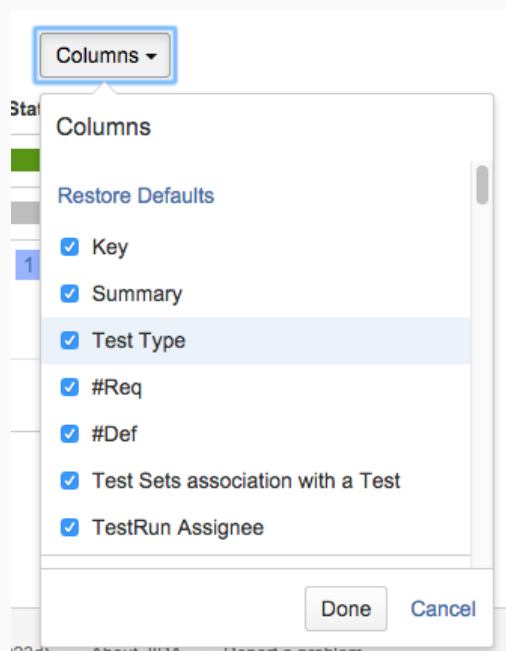 Columns
Stat
Columns
Restore Defaults
Key
1
Summary
Test Type
#Req
#Def
Test Sets association with a Test
TestRun Assignee
Done
Cancel